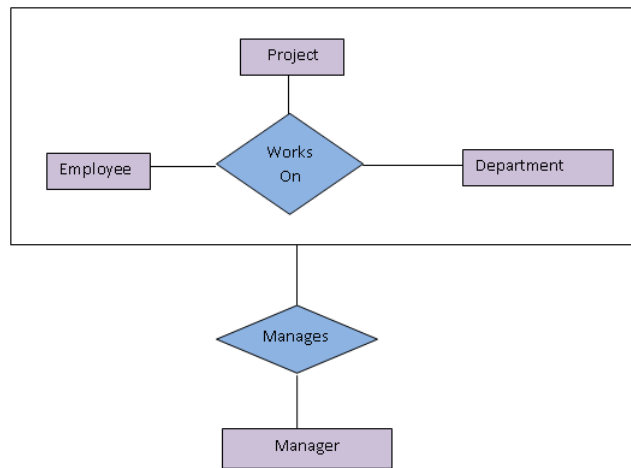 Project
Employee
Works
On
Department
Manages
Manager